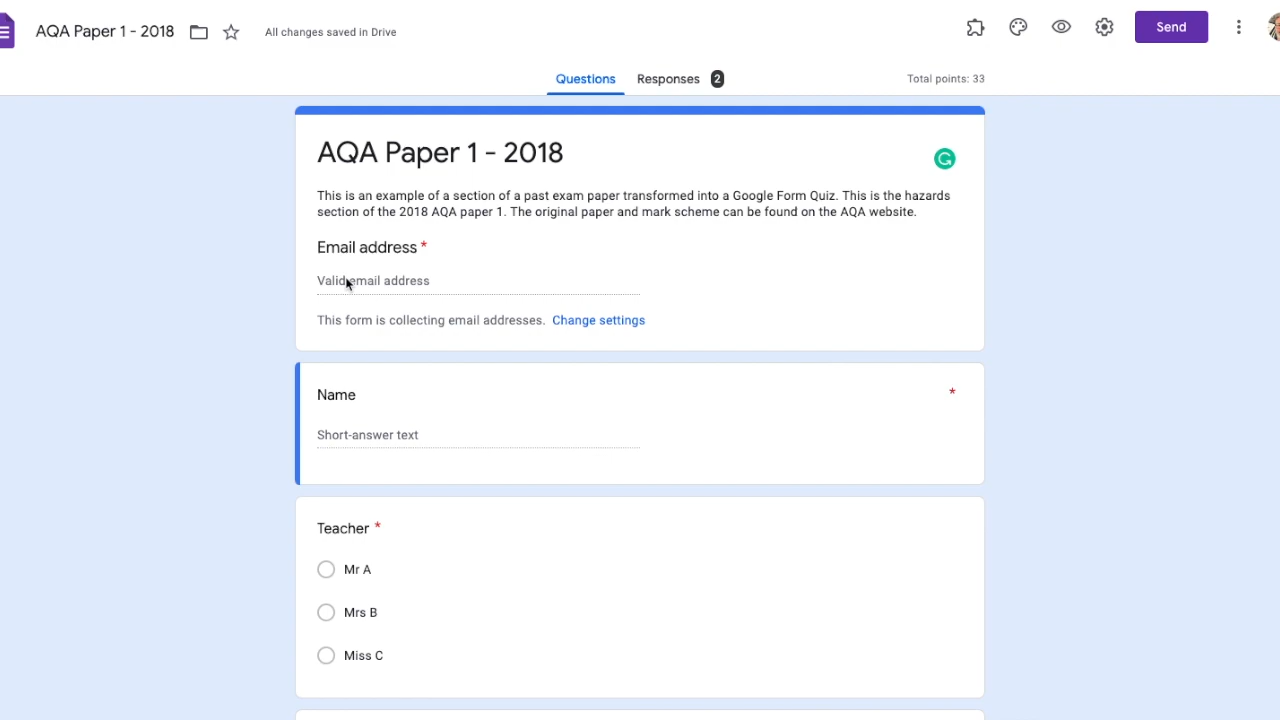 AQA Paper 1 - 2018
All changes saved in Drive
Send
Questions
Responses 2
Total points: 33
AQA Paper 1 - 2018
This is an example of a section of a past exam paper transformed into a Google Form Quiz. This is the hazards
section of the 2018 AQA paper 1. The original paper and mark scheme can be found on the AQA website.
Email address *
Valid email address
This form is collecting email addresses. Change settings
Name *
Short-answer text
Teacher *
Mr A
Mrs B
Miss C